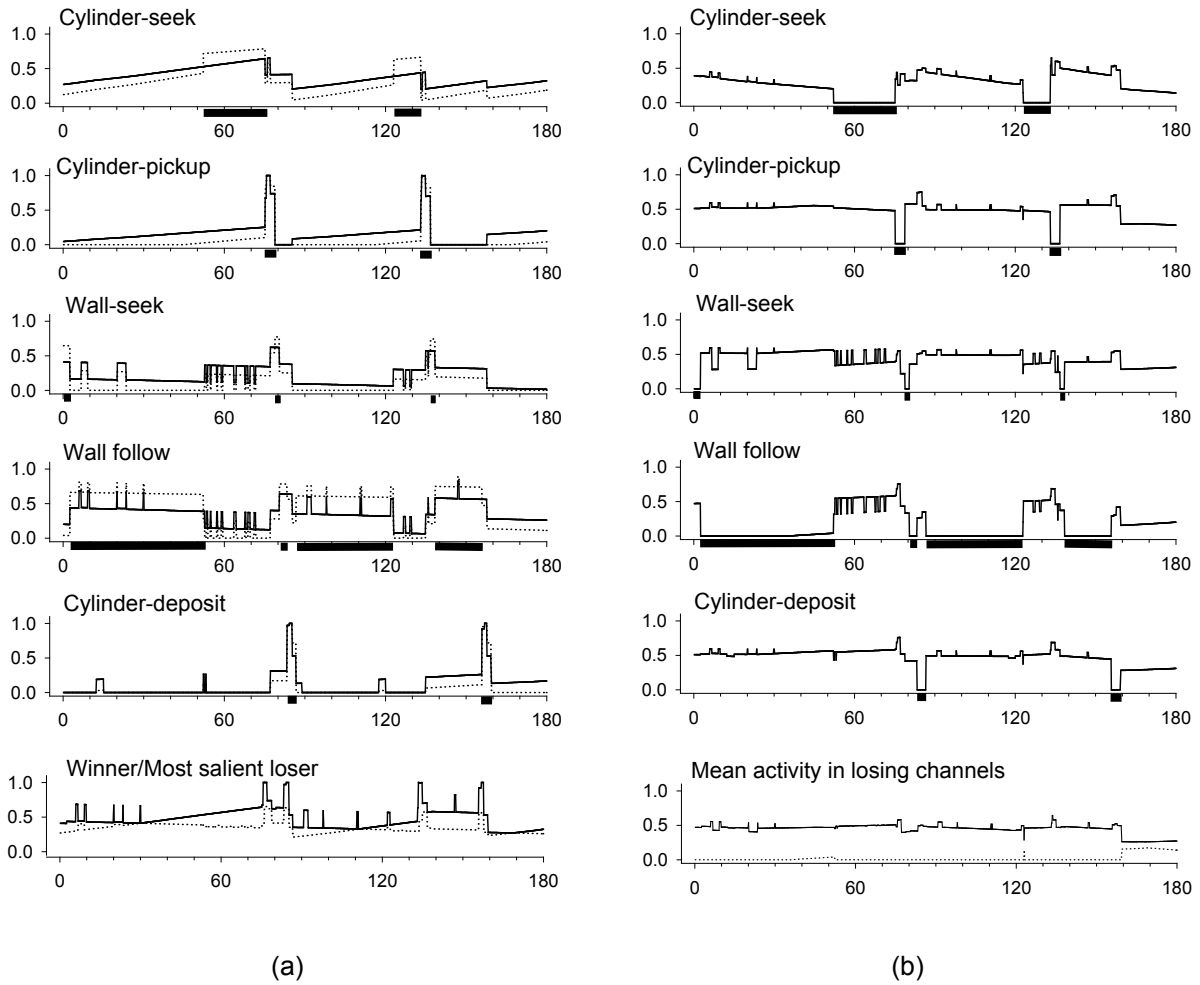 Cylinder-seek
1.0
0.5
0.0
0 60 120 180
Cylinder-pickup
1.0
0.5
0.0
0 60 120 180
Wall-seek
1.0
0.5
0.0
0 60 120 180
Wall follow
1.0
0.5
0.0
0 60 120 180
Cylinder-deposit
1.0
0.5
0.0
0 60 120 180
Winner/Most salient loser
1.0
0.5
0.0
0 60 120 180
(a)
Cylinder-seek
1.0
0.5
0.0
0 60 120 180
Cylinder-pickup
1.0
0.5
0.0
0 60 120 180
Wall-seek
1.0
0.5
0.0
0 60 120 180
Wall follow
1.0
0.5
0.0
0 60 120 180
Cylinder-deposit
1.0
0.5
0.0
0 60 120 180
Mean activity in losing channels
1.0
0.5
0.0
0 60 120 180
(b)